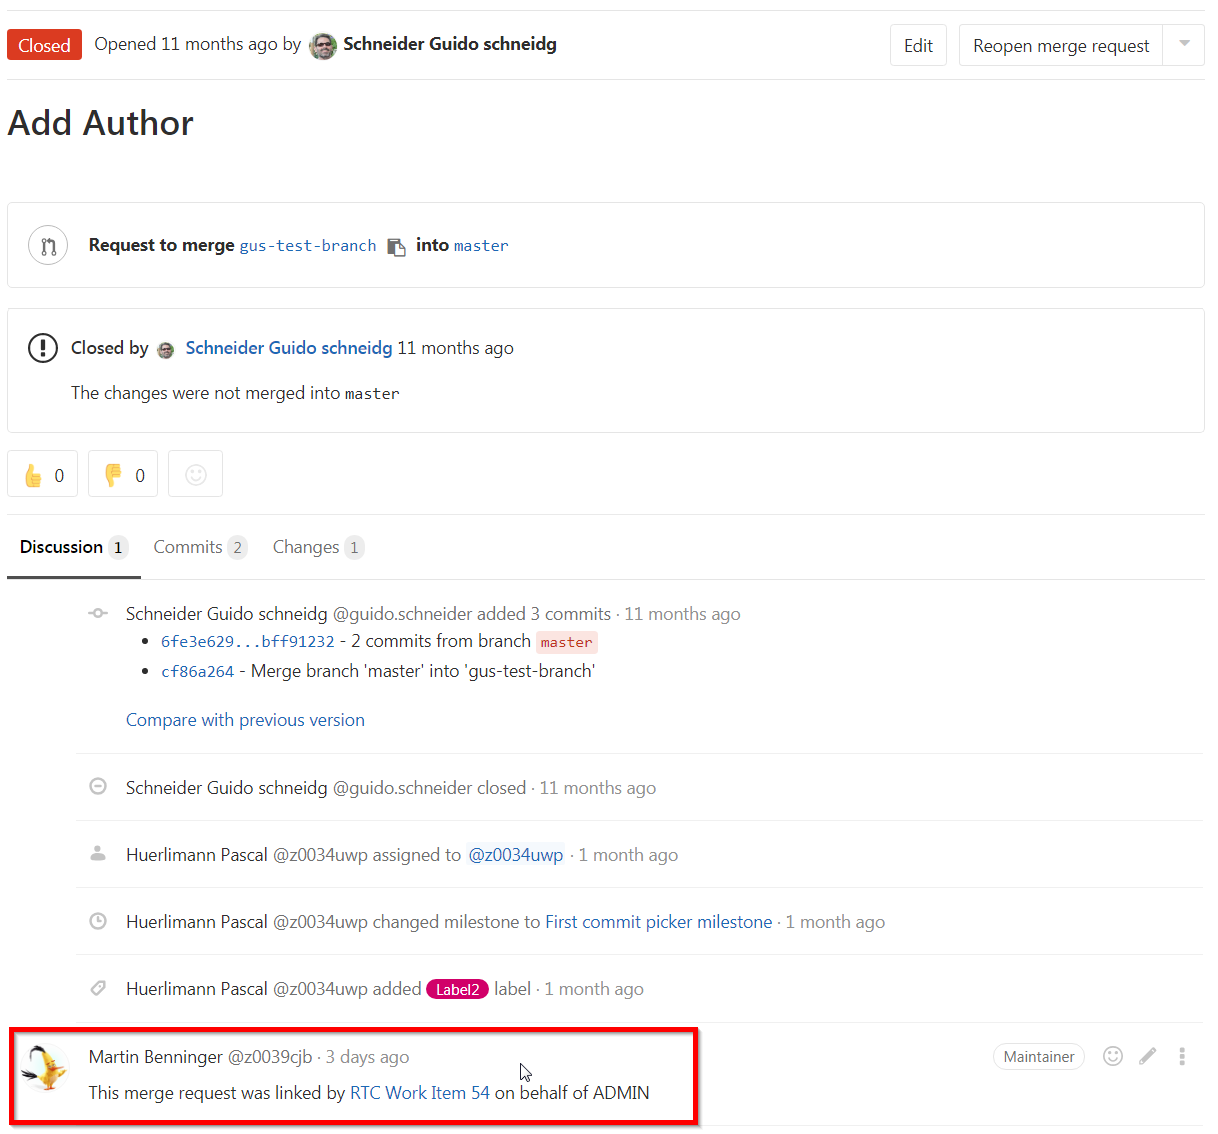 Closed Opened 11 months ago by Schneider Guido schneidg Edit Reopen merge request
Add Author
Request to merge gus-test-branch into master
Closed by Schneider Guido schneidg 11 months ago
The changes were not merged into master
0 0
Discussion 1 Commits 2 Changes 1
Schneider Guido schneidg @guido.schneider added 3 commits · 11 months ago
• 6fe3e629...bff91232 - 2 commits from branch master
• cf86a264 - Merge branch 'master' into 'gus-test-branch'
Compare with previous version
Schneider Guido schneidg @guido.schneider closed · 11 months ago
Huerlimann Pascal @z0034uwp assigned to @z0034uwp · 1 month ago
Huerlimann Pascal @z0034uwp changed milestone to First commit picker milestone · 1 month ago
Huerlimann Pascal @z0034uwp added Label2 label · 1 month ago
Martin Benninger @z0039cjb · 3 days ago Maintainer
This merge request was linked by RTC Work Item 54 on behalf of ADMIN